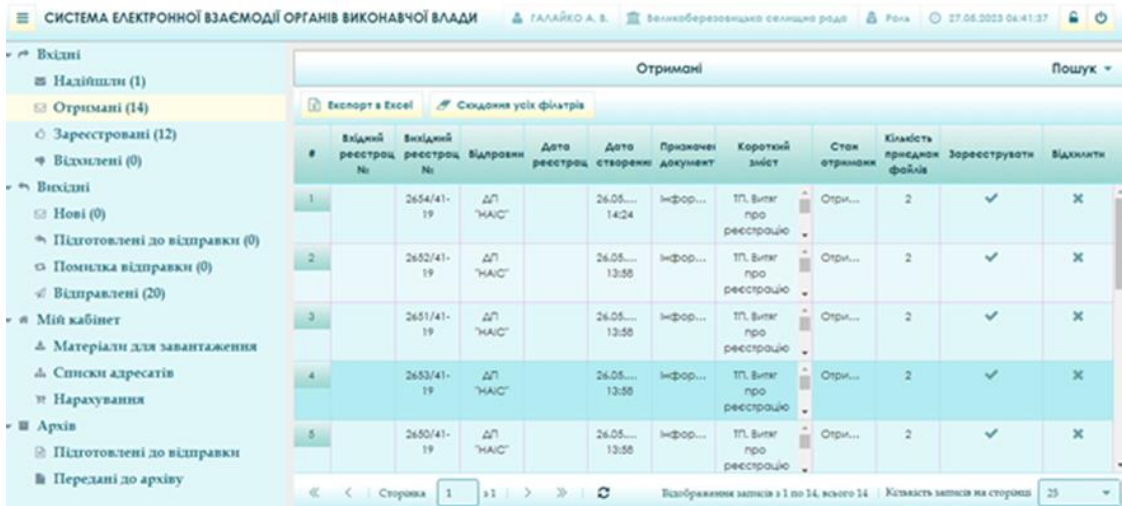 СИСТЕМА ЕЛЕКТРОННОЇ ВЗАЄМОДІЇ ОРГАНІВ ВИКОНАВЧОЇ ВЛАДИ ГАЛАЙКО А. В. Великоберезовицька селищна рада Роль 27.05.2023 06:41:37
Вхідні
Надійшли (1)
Отримані (14)
Зареєстровані (12)
Відхилені (0)
Вихідні
Нові (0)
Підготовлені до відправки (0)
Помилка відправки (0)
Відправлені (20)
Мій кабінет
Матеріали для завантаження
Списки адресатів
Нарахування
Архів
Підготовлені до відправки
Передані до архіву
Отримані Пошук
Експорт в Excel Скидання усіх фільтрів
# Вхідний реєстрац № Вихідний реєстрац № Відправни Дата реєстрац Дата створенн Призначен документ Короткий зміст Стан отриманн Кількість приєднан файлів Зареєструвати Відхилити
1 2654/41-19 ДП "НАІС" 26.05.... 14:24 Інфор... ТП. Витяг про реєстрацію Отри... 2
2 2652/41-19 ДП "НАІС" 26.05.... 13:58 Інфор... ТП. Витяг про реєстрацію Отри... 2
3 2651/41-19 ДП "НАІС" 26.05.... 13:58 Інфор... ТП. Витяг про реєстрацію Отри... 2
4 2653/41-19 ДП "НАІС" 26.05.... 13:58 Інфор... ТП. Витяг про реєстрацію Отри... 2
5 2650/41-19 ДП "НАІС" 26.05.... 13:58 Інфор... ТП. Витяг про реєстрацію Отри... 2
Сторінка 1 з 1 Відображення записів з 1 по 14, всього 14 Кількість записів на сторінці 25